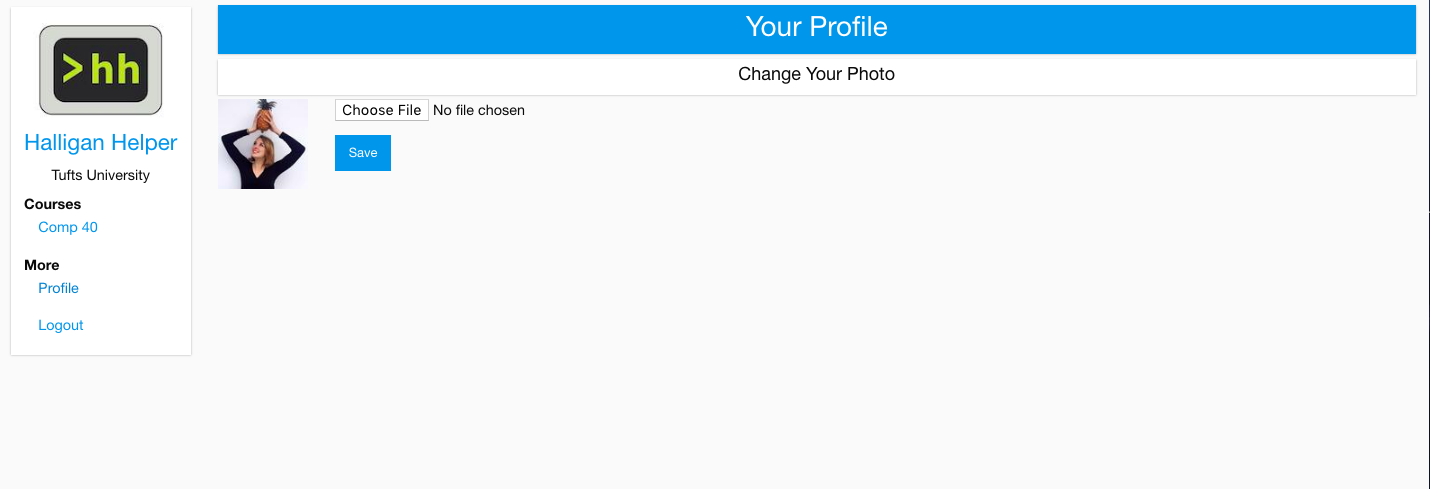 >hh
Halligan Helper
Tufts University
Courses
Comp 40
More
Profile
Logout
Your Profile
Change Your Photo
Choose File No file chosen
Save